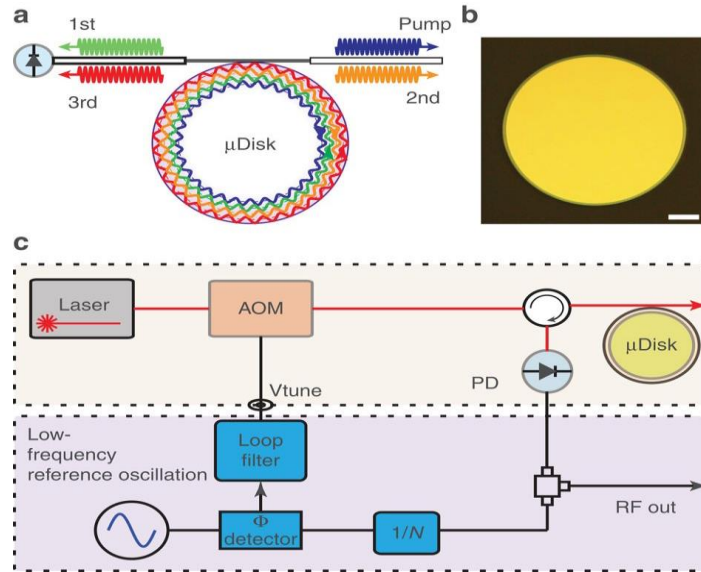 a
1st
Pump
3rd
2nd
μDisk
b
c
Laser
AOM
μDisk
PD
Vtune
Low-
frequency
reference oscillation
Loop
filter
RF out
Φ
detector
1/N